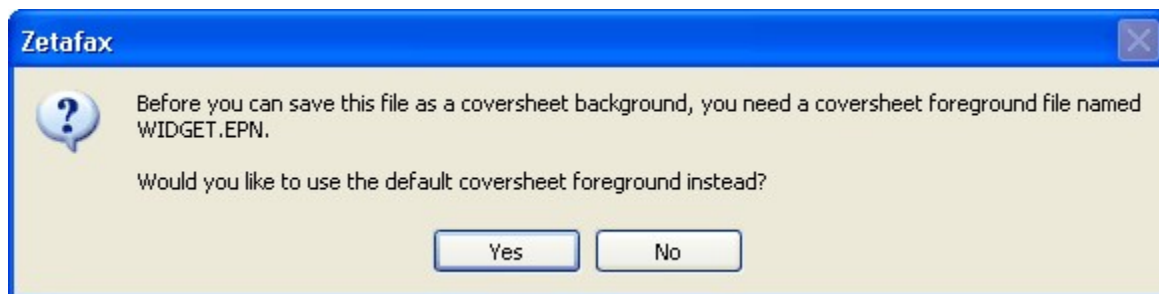 Zetafax
Before you can save this file as a coversheet background, you need a coversheet foreground file named
WIDGET.EPN.
Would you like to use the default coversheet foreground instead?
Yes
No